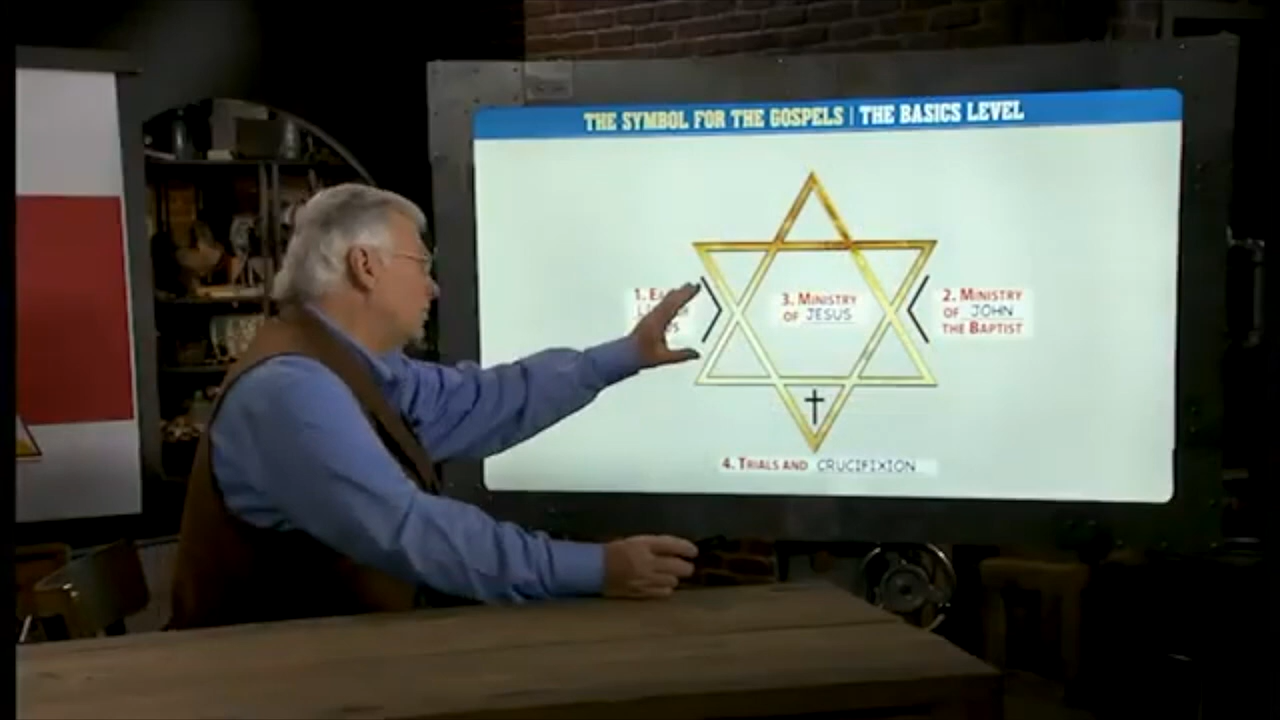 THE SYMBOL FOR THE GOSPELS | THE BASICS LEVEL
1.
3. MINISTRY
OF JESUS
2. MINISTRY
OF JOHN
THE BAPTIST
4. TRIALS AND CRUCIFIXION